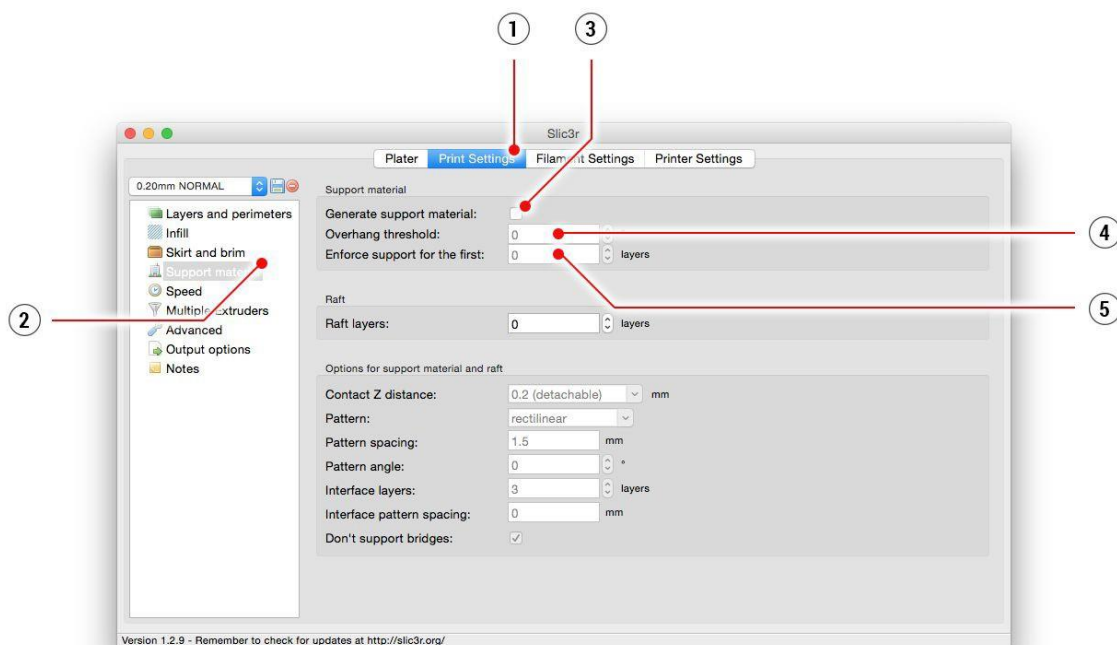 1 3
Slic3r
Plater Print Settings Filament Settings Printer Settings
0.20mm NORMAL
Layers and perimeters
Infill
Skirt and brim
Support material
Speed
Multiple Extruders
Advanced
Output options
Notes
2
Support material
Generate support material:
Overhang threshold: 0
4
Enforce support for the first: 0 layers
5
Raft
Raft layers: 0 layers
Options for support material and raft
Contact Z distance: 0.2 (detachable) mm
Pattern: rectilinear
Pattern spacing: 1.5 mm
Pattern angle: 0 °
Interface layers: 3 layers
Interface pattern spacing: 0 mm
Don't support bridges:
Version 1.2.9 - Remember to check for updates at http://slic3r.org/